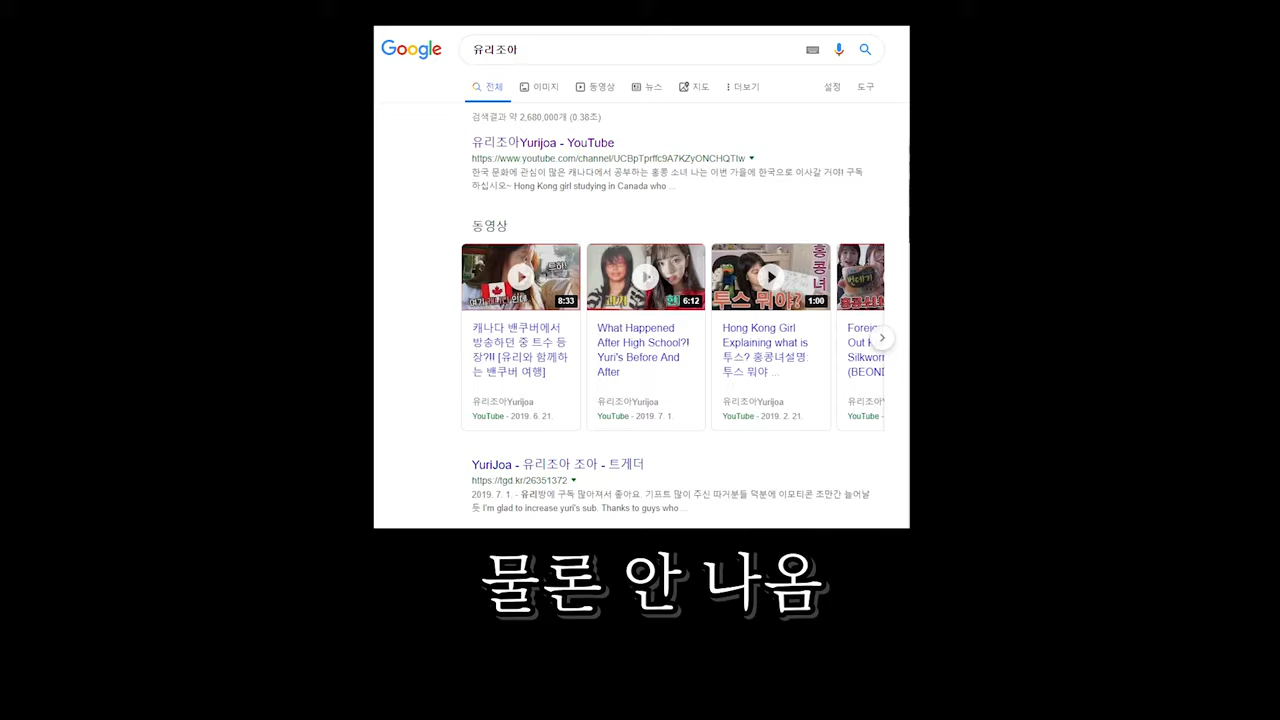 Google
유리조아
전체 이미지 동영상 뉴스 지도 더보기 설정 도구
검색결과 약 2,680,000개 (0.38초)
유리조아Yurijoa - YouTube
https://www.youtube.com/channel/UCBpTprffc9A7KZyONCHQTlw
한국 문화에 관심이 많은 캐나다에서 공부하는 홍콩 소녀 나는 이번 가을에 한국으로 이사갈 거야! 구독
하십시오~ Hong Kong girl studying in Canada who ...
동영상
8:33
6:12
투스 뭐야?
홍콩녀
1:00
번데기
캐나다 밴쿠버에서
방송하던 중 트수 등
장?!! [유리와 함께하
는 밴쿠버 여행]
유리조아Yurijoa
YouTube - 2019. 6. 21.
What Happened
After High School?!
Yuri's Before And
After
유리조아Yurijoa
YouTube - 2019. 7. 1.
Hong Kong Girl
Explaining what is
투스? 홍콩녀설명:
투스 뭐야 ...
유리조아Yurijoa
YouTube - 2019. 2. 21.
Foreig
Out
Silkworm
(BEOND
유리조아
YouTube -
YuriJoa - 유리조아 조아 - 트게더
https://tgd.kr/26351372
2019. 7. 1. - 유리방에 구독 많아져서 좋아요. 기프트 많이 주신 따거분들 덕분에 이모티콘 조만간 늘어날
듯 I'm glad to increase yuri's sub. Thanks to guys who ...
물론 안 나옴